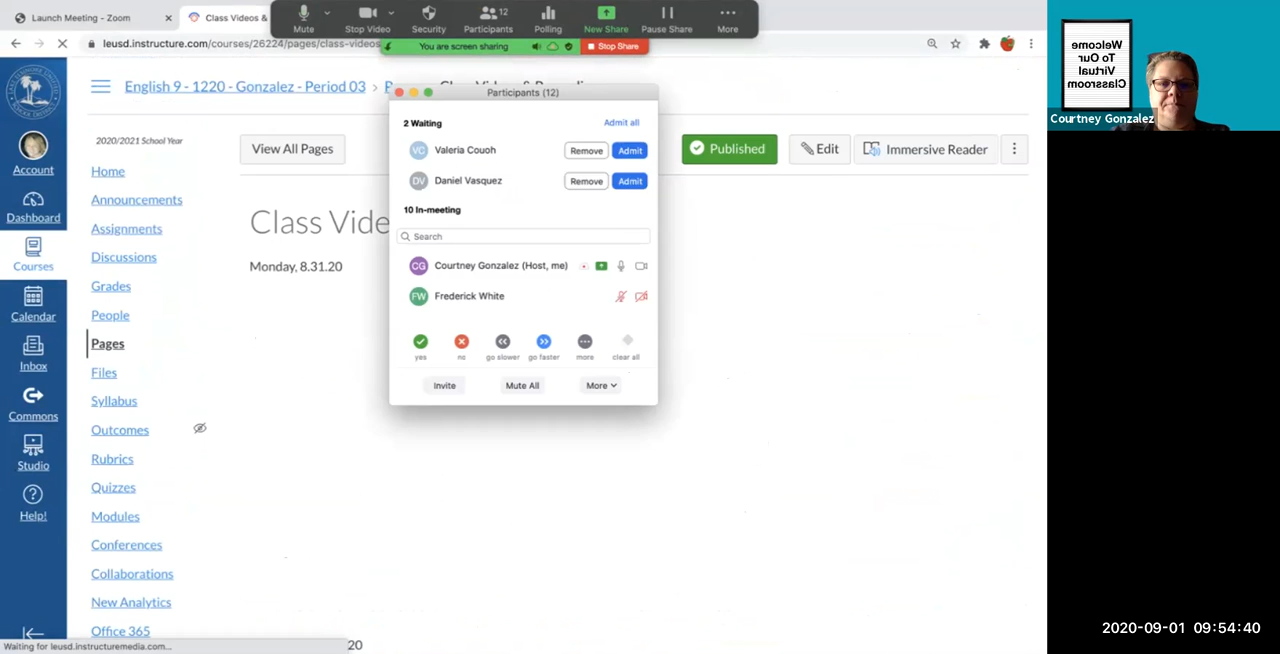 Launch Meeting - Zoom
Class Videos &
Mute
Stop Video
Security
Participants
12
Polling
New Share
Pause Share
More
leusd.instructure.com/courses/26224/pages/class-videos
You are screen sharing
Stop Share
English 9 - 1220 - Gonzalez - Period 03
Participants (12)
2 Waiting
Admit all
VC
Valeria Couoh
Remove
Admit
DV
Daniel Vasquez
Remove
Admit
10 In-meeting
Search
CG
Courtney Gonzalez (Host, me)
FW
Frederick White
yes
no
go slower
go faster
more
clear all
Invite
Mute All
More
2020/2021 School Year
View All Pages
Published
Edit
Immersive Reader
Class Vide
Monday, 8.31.20
Account
Dashboard
Courses
Calendar
Inbox
Commons
Studio
Help!
Home
Announcements
Assignments
Discussions
Grades
People
Pages
Files
Syllabus
Outcomes
Rubrics
Quizzes
Modules
Conferences
Collaborations
New Analytics
Office 365
Waiting for leusd.instructuremedia.com...
20
Welcome
To Our
Virtual
Classroom
Courtney Gonzalez
2020-09-01 09:54:40